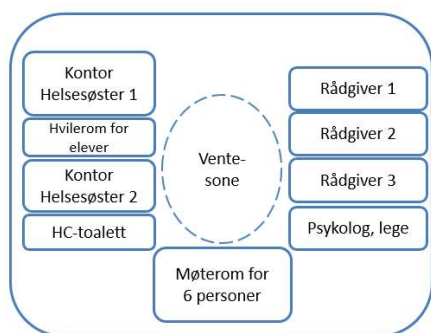 Kontor
Helsesøster 1
Hvilerom for
elever
Kontor
Helsesøster 2
HC-toalett
Vente-
sone
Møterom for
6 personer
Rådgiver 1
Rådgiver 2
Rådgiver 3
Psykolog, lege